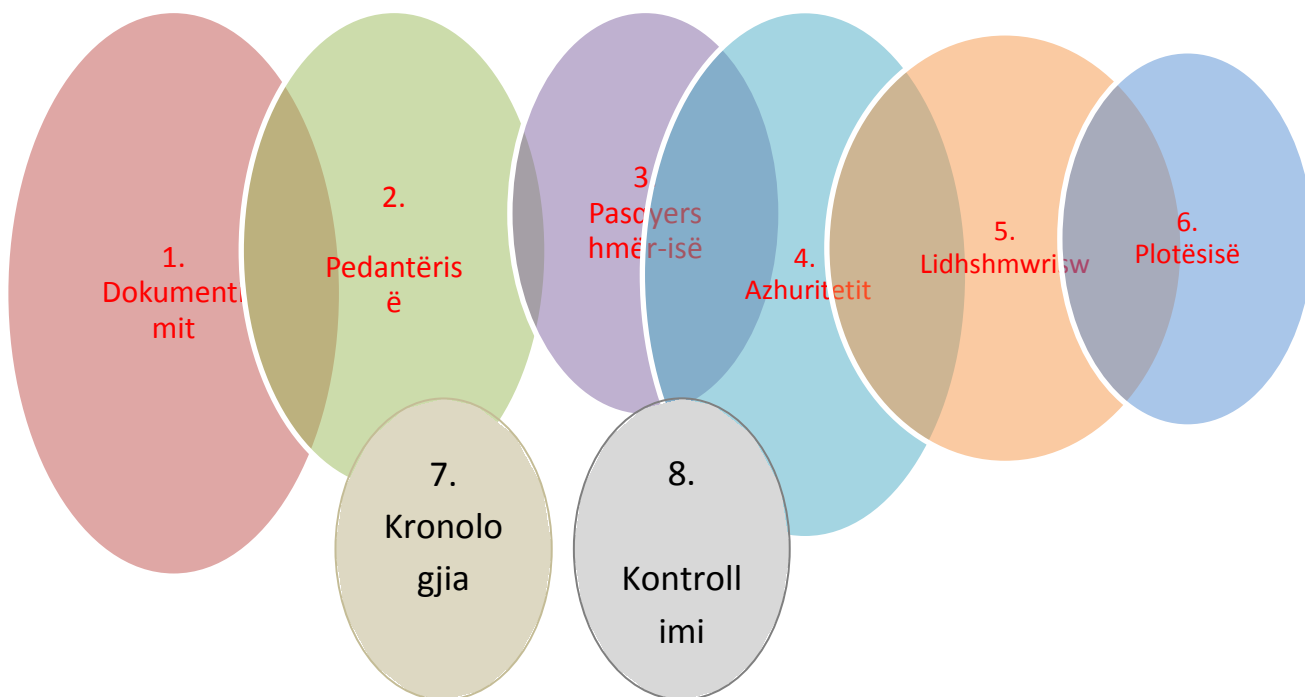 1.
Dokumenti
mit
2.
Pedantëris
ë
3
Pasqyers
hmër-isë
4.
Azhuritetit
5.
Lidhshmwrisw
6.
Plotësisë
7.
Kronolo
gjia
8.
Kontroll
imi